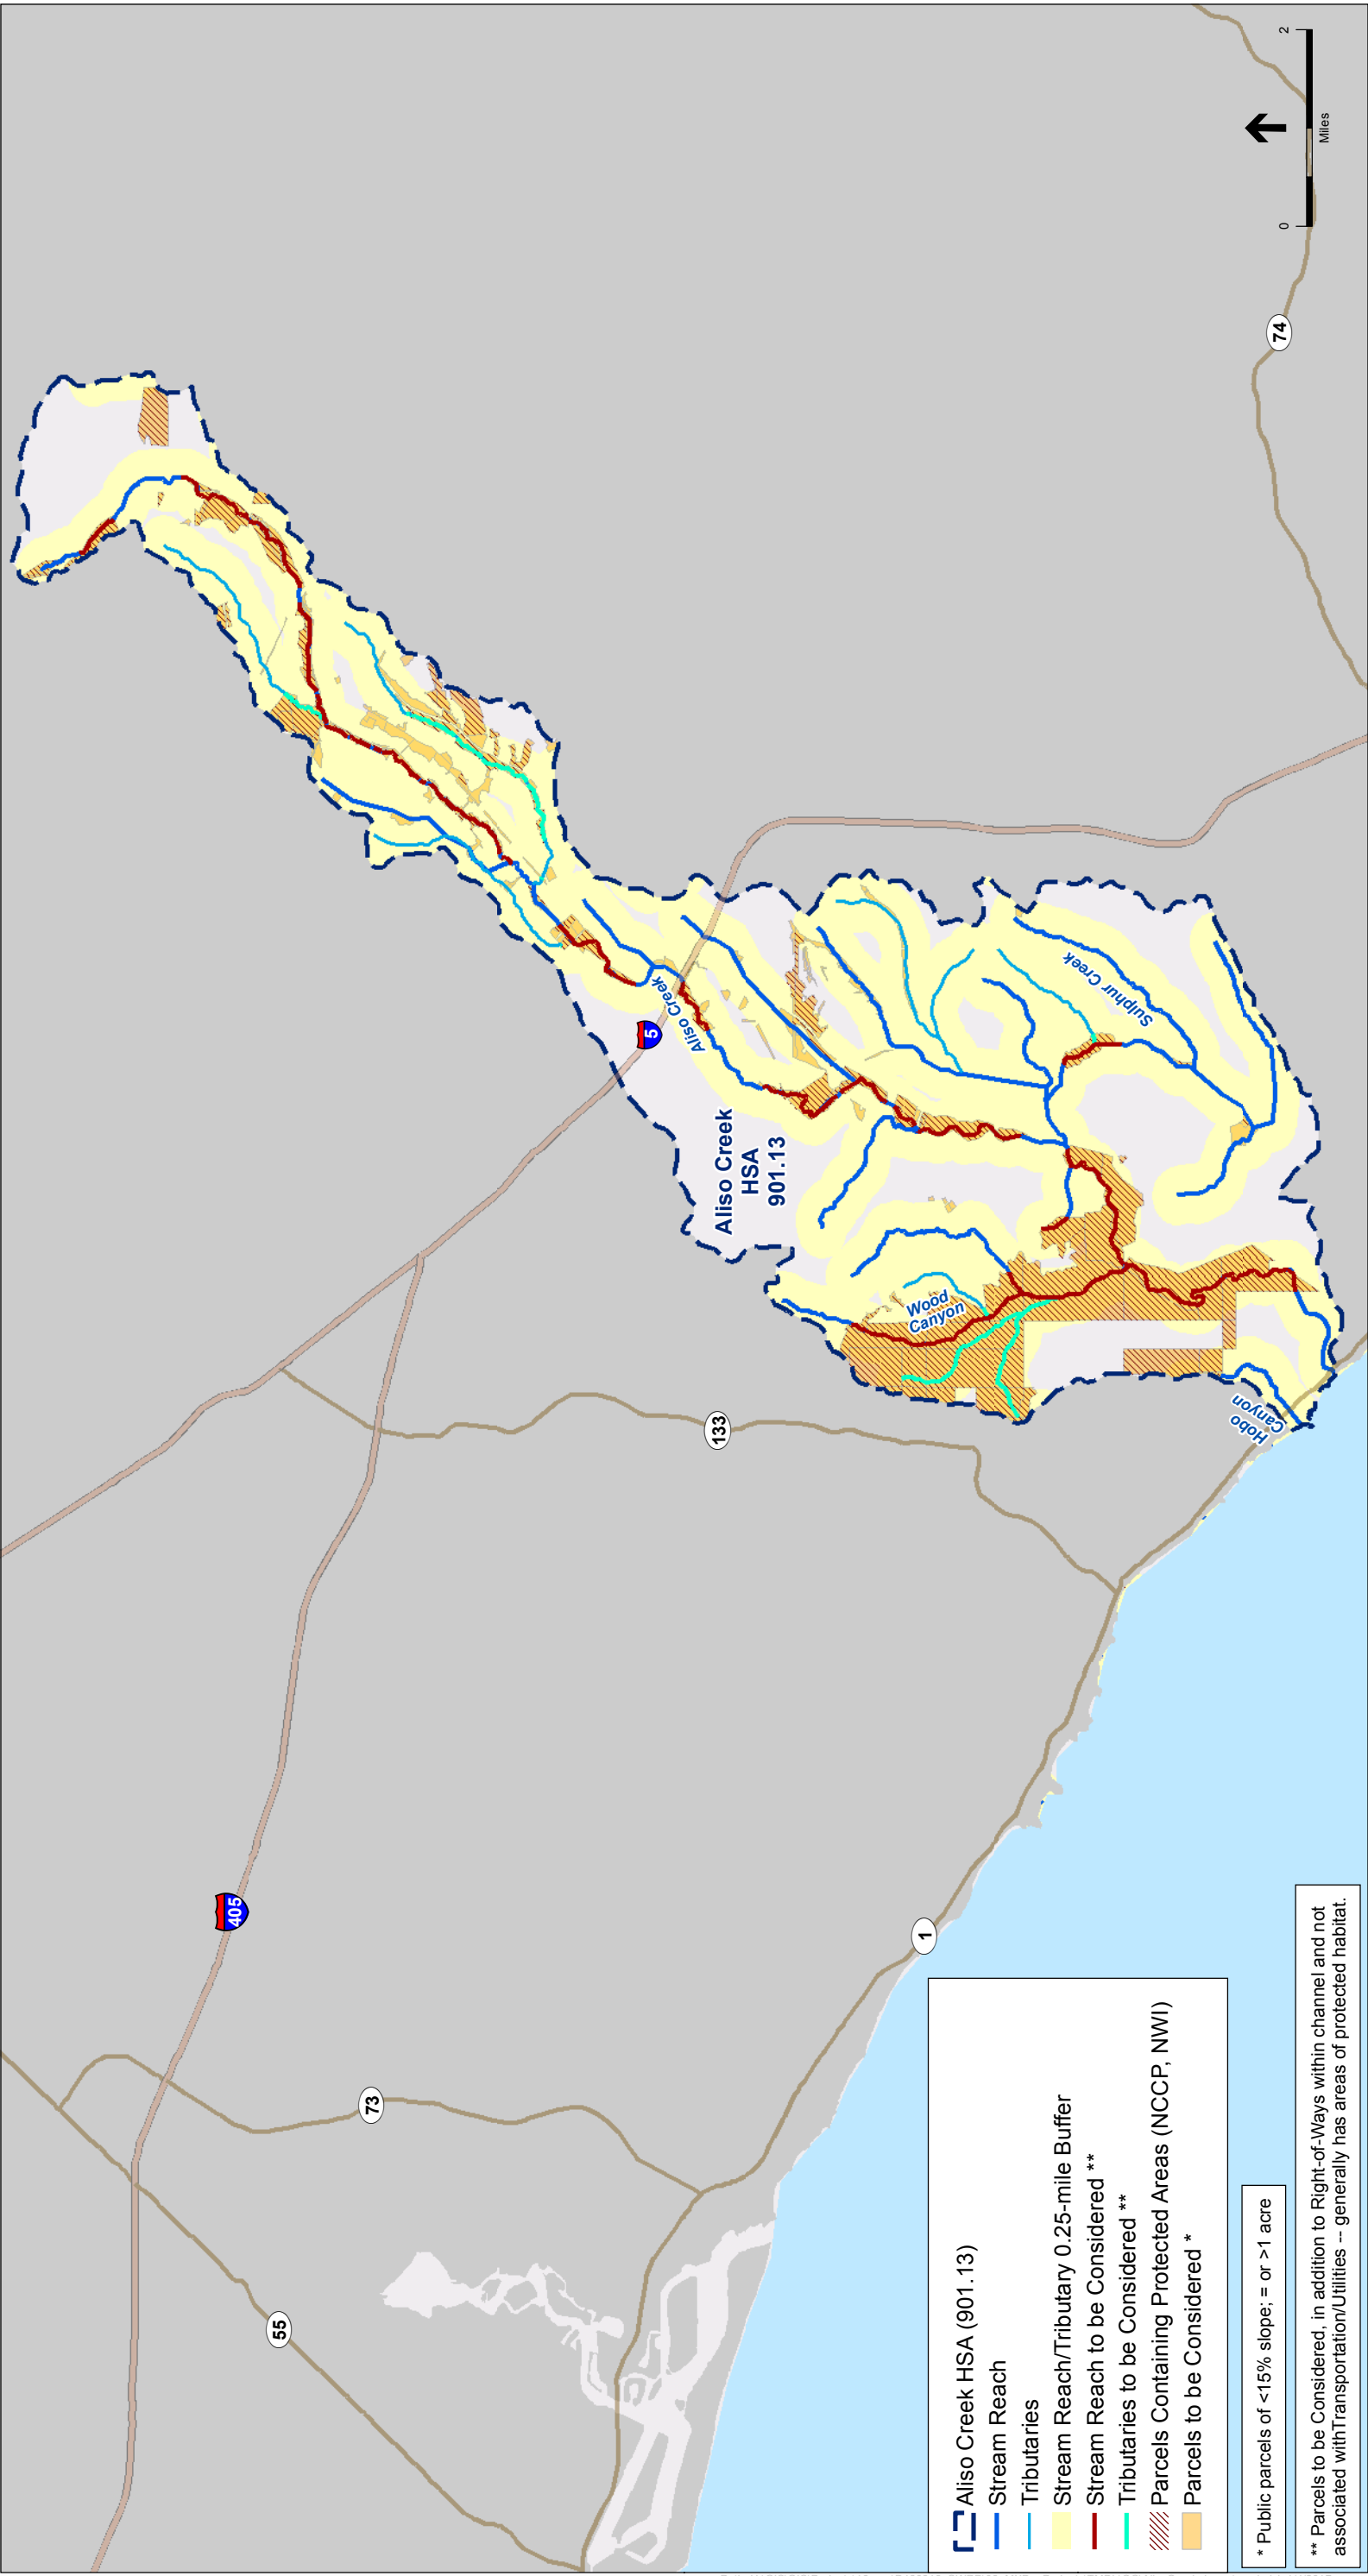 405
5
55
73
133
1
74
Aliso Creek
HSA
901.13
Aliso Creek
Sulphur Creek
Wood
Canyon
Hobo
Canyon
0
2
Miles
Aliso Creek HSA (901.13)
Stream Reach
Tributaries
Stream Reach/Tributary 0.25-mile Buffer
Stream Reach to be Considered **
Tributaries to be Considered **
Parcels Containing Protected Areas (NCCP, NWI)
Parcels to be Considered *
* Public parcels of <15% slope; = or >1 acre
** Parcels to be Considered, in addition to Right-of-Ways within channel and not
associated withTransportation/Utilities -- generally has areas of protected habitat.